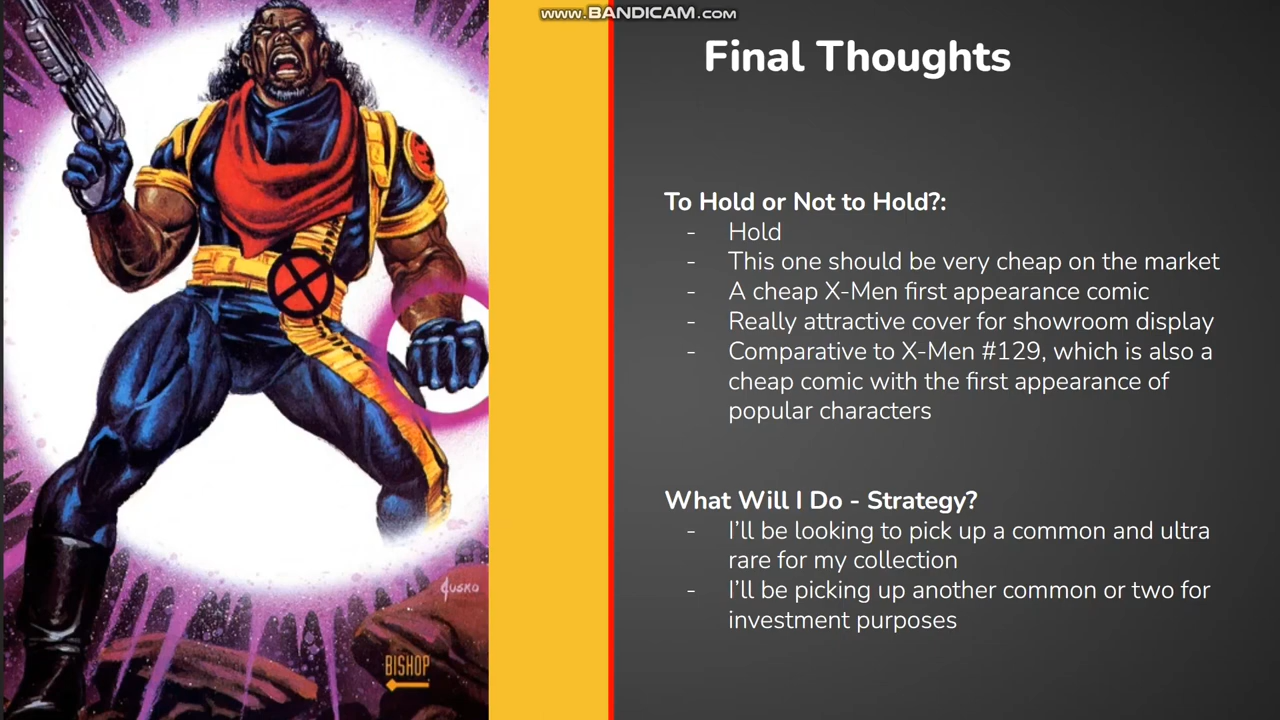 www.BANDICAM.com
Final Thoughts
To Hold or Not to Hold?:
- Hold
- This one should be very cheap on the market
- A cheap X-Men first appearance comic
- Really attractive cover for showroom display
- Comparative to X-Men #129, which is also a
cheap comic with the first appearance of
popular characters
What Will I Do - Strategy?
- I’ll be looking to pick up a common and ultra
rare for my collection
- I’ll be picking up another common or two for
investment purposes
Jusko
BISHOP